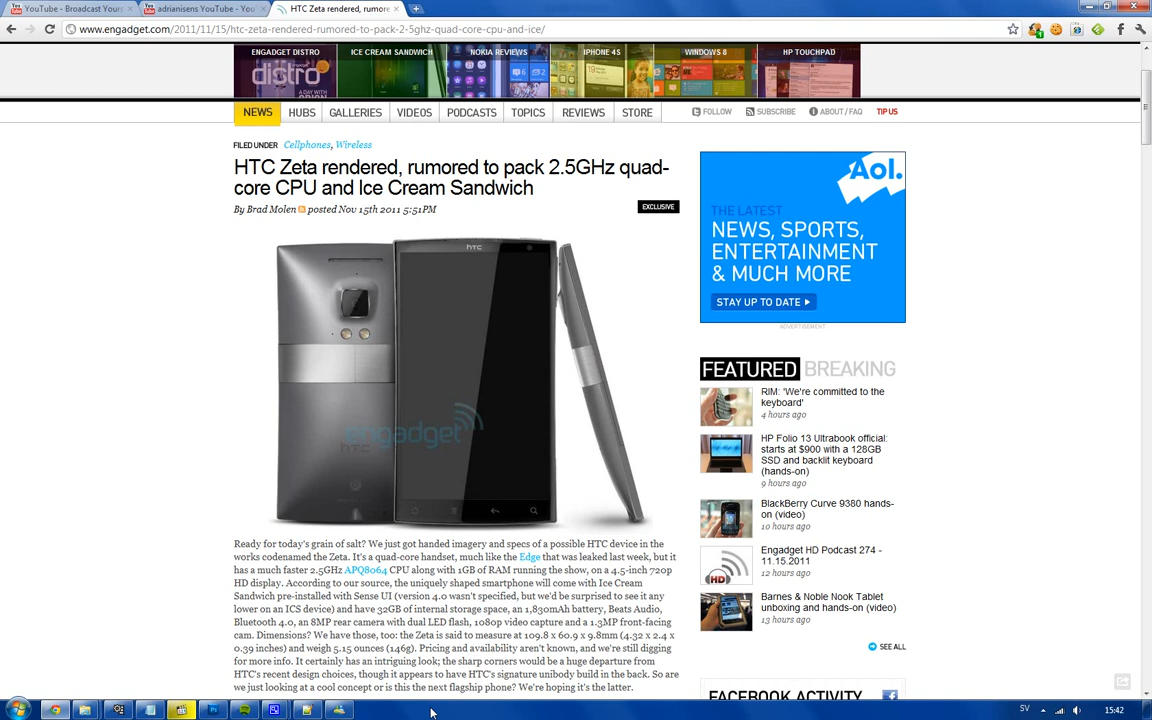 YouTube - Broadcast Yours
adrianisens YouTube - You
HTC Zeta rendered, rumore
www.engadget.com/2011/11/15/htc-zeta-rendered-rumored-to-pack-2-5ghz-quad-core-cpu-and-ice/
ENGADGET DISTRO
ICE CREAM SANDWICH
NOKIA REVIEWS
IPHONE 4S
WINDOWS 8
HP TOUCHPAD
distro
NEWS
HUBS
GALLERIES
VIDEOS
PODCASTS
TOPICS
REVIEWS
STORE
FOLLOW
SUBSCRIBE
ABOUT / FAQ
TIP US
FILED UNDER Cellphones, Wireless
HTC Zeta rendered, rumored to pack 2.5GHz quad-
core CPU and Ice Cream Sandwich
By Brad Molen posted Nov 15th 2011 5:51PM
EXCLUSIVE
htc
engadget
Ready for today's grain of salt? We just got handed imagery and specs of a possible HTC device in the
works codenamed the Zeta. It's a quad-core handset, much like the Edge that was leaked last week, but it
has a much faster 2.5GHz APQ8064 CPU along with 1GB of RAM running the show, on a 4.5-inch 720p
HD display. According to our source, the uniquely shaped smartphone will come with Ice Cream
Sandwich pre-installed with Sense UI (version 4.0 wasn't specified, but we'd be surprised to see it any
lower on an ICS device) and have 32GB of internal storage space, an 1,830mAh battery, Beats Audio,
Bluetooth 4.0, an 8MP rear camera with dual LED flash, 1080p video capture and a 1.3MP front-facing
cam. Dimensions? We have those, too: the Zeta is said to measure at 109.8 x 60.9 x 9.8mm (4.32 x 2.4 x
0.39 inches) and weigh 5.15 ounces (146g). Pricing and availability aren't known, and we're still digging
for more info. It certainly has an intriguing look; the sharp corners would be a huge departure from
HTC's recent design choices, though it appears to have HTC's signature unibody build in the back. So are
we just looking at a cool concept or is this the next flagship phone? We're hoping it's the latter.
Aol.
THE LATEST
NEWS, SPORTS,
ENTERTAINMENT
& MUCH MORE
STAY UP TO DATE
ADVERTISEMENT
FEATURED BREAKING
RIM: 'We're committed to the
keyboard'
4 hours ago
HP Folio 13 Ultrabook official:
starts at $900 with a 128GB
SSD and backlit keyboard
(hands-on)
9 hours ago
BlackBerry Curve 9380 hands-
on (video)
10 hours ago
HD
Engadget HD Podcast 274 -
11.15.2011
12 hours ago
Barnes & Noble Nook Tablet
unboxing and hands-on (video)
13 hours ago
SEE ALL
FACEBOOK ACTIVITY
SV
15:42